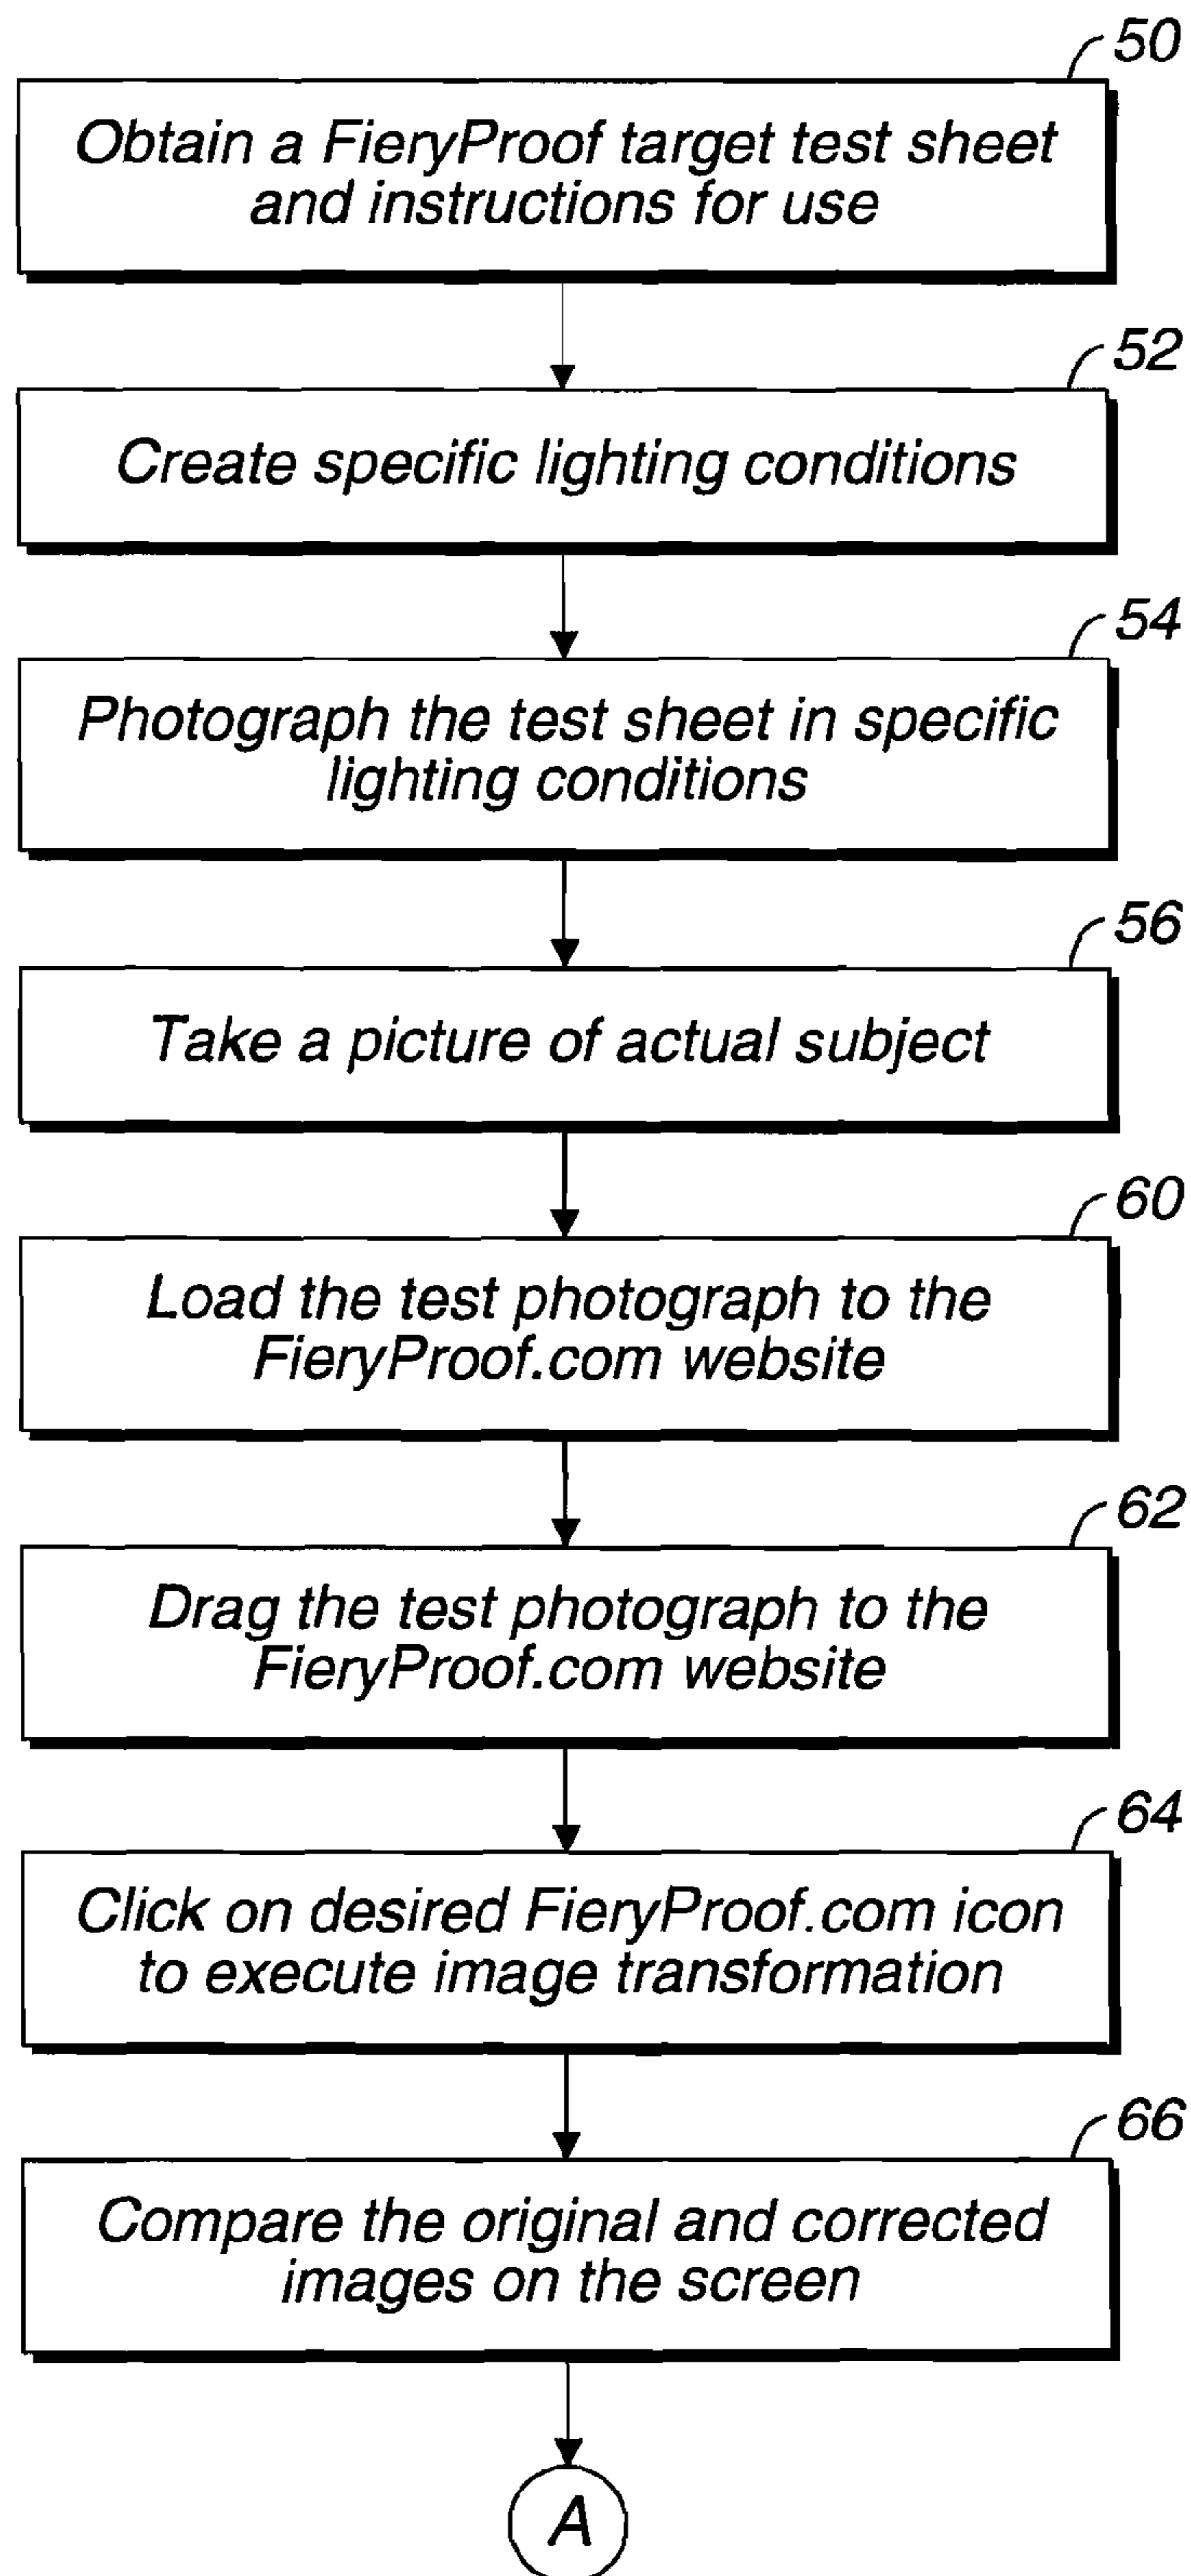 50
Obtain a FieryProof target test sheet
and instructions for use
52
Create specific lighting conditions
54
Photograph the test sheet in specific
lighting conditions
56
Take a picture of actual subject
60
Load the test photograph to the
FieryProof.com website
62
Drag the test photograph to the
FieryProof.com website
64
Click on desired FieryProof.com icon
to execute image transformation
66
Compare the original and corrected
images on the screen
A